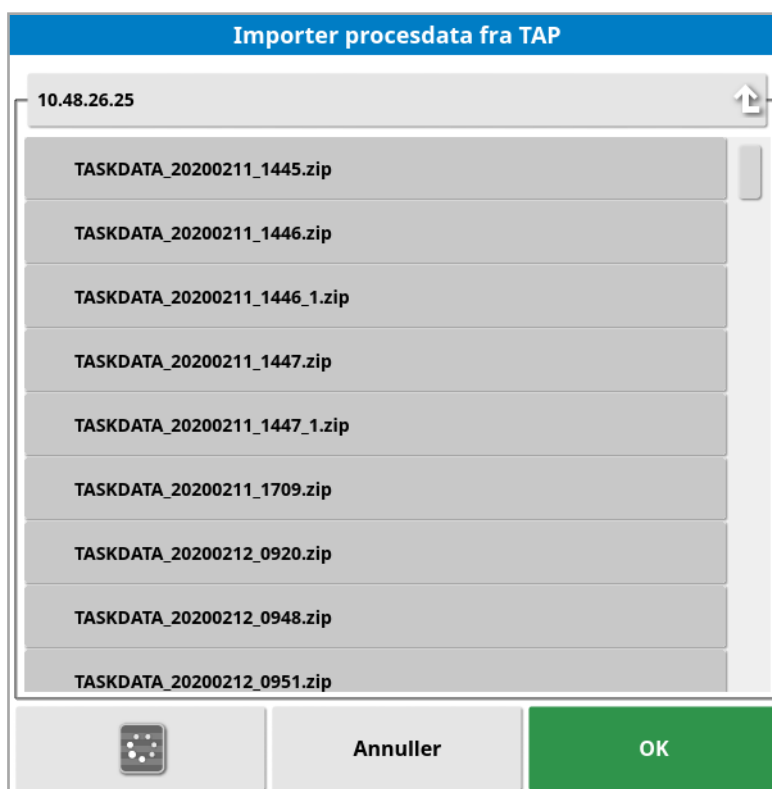 Importer procesdata fra TAP
10.48.26.25
TASKDATA_20200211_1445.zip
TASKDATA_20200211_1446.zip
TASKDATA_20200211_1446_1.zip
TASKDATA_20200211_1447.zip
TASKDATA_20200211_1447_1.zip
TASKDATA_20200211_1709.zip
TASKDATA_20200212_0920.zip
TASKDATA_20200212_0948.zip
TASKDATA_20200212_0951.zip
Annuller
OK